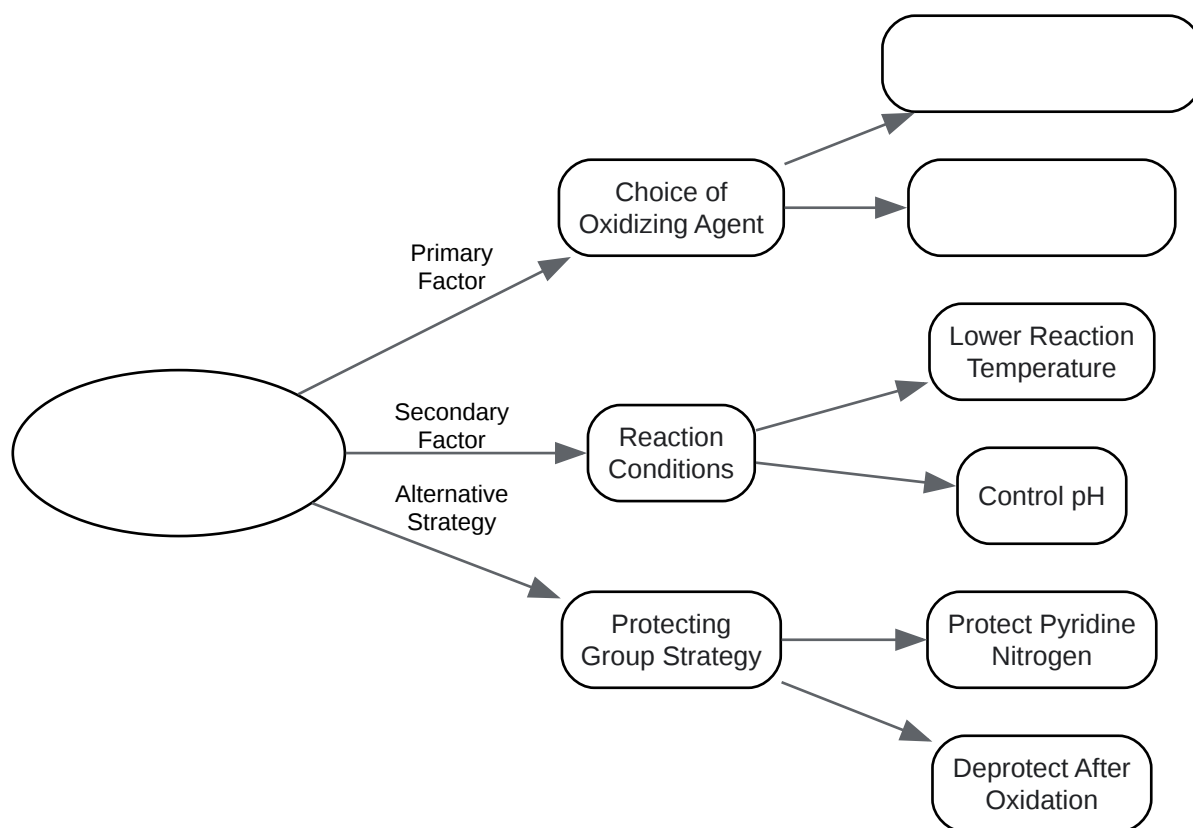 Choice of
Oxidizing Agent
Primary
Factor
Lower Reaction
Temperature
Secondary
Factor
Reaction
Conditions
Control pH
Alternative
Strategy
Protecting
Group Strategy
Protect Pyridine
Nitrogen
Deprotect After
Oxidation